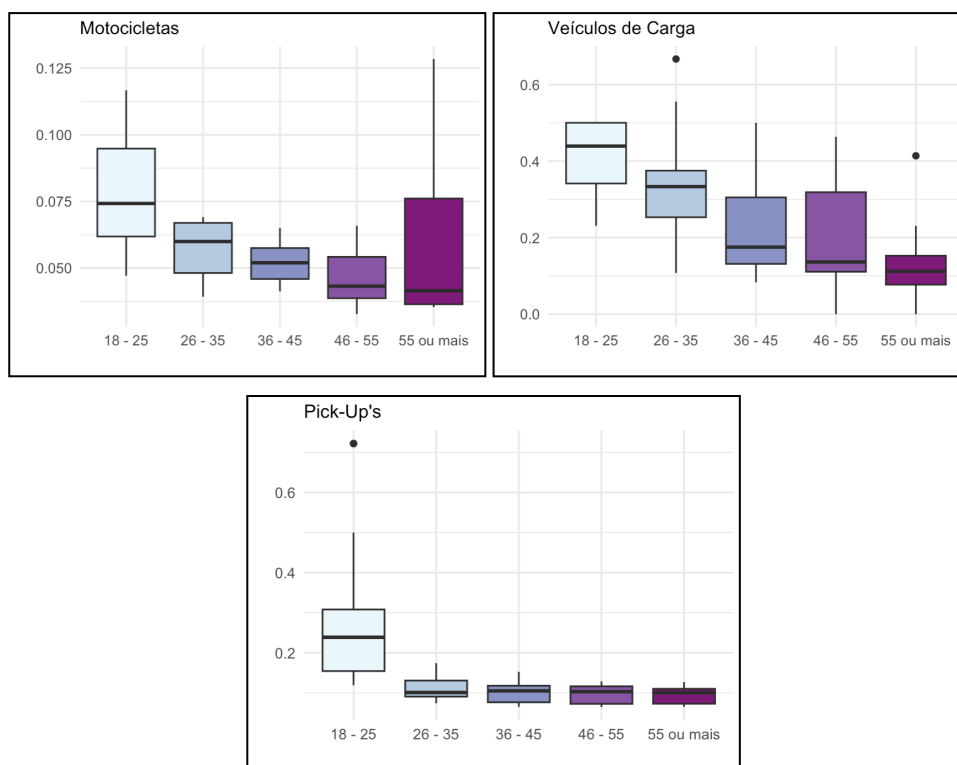 Motocicletas
0.125
0.100
0.075
0.050
18 - 25 26 - 35 36 - 45 46 - 55 55 ou mais
Veículos de Carga
0.6
0.4
0.2
0.0
18 - 25 26 - 35 36 - 45 46 - 55 55 ou mais
Pick-Up's
0.6
0.4
0.2
18 - 25 26 - 35 36 - 45 46 - 55 55 ou mais